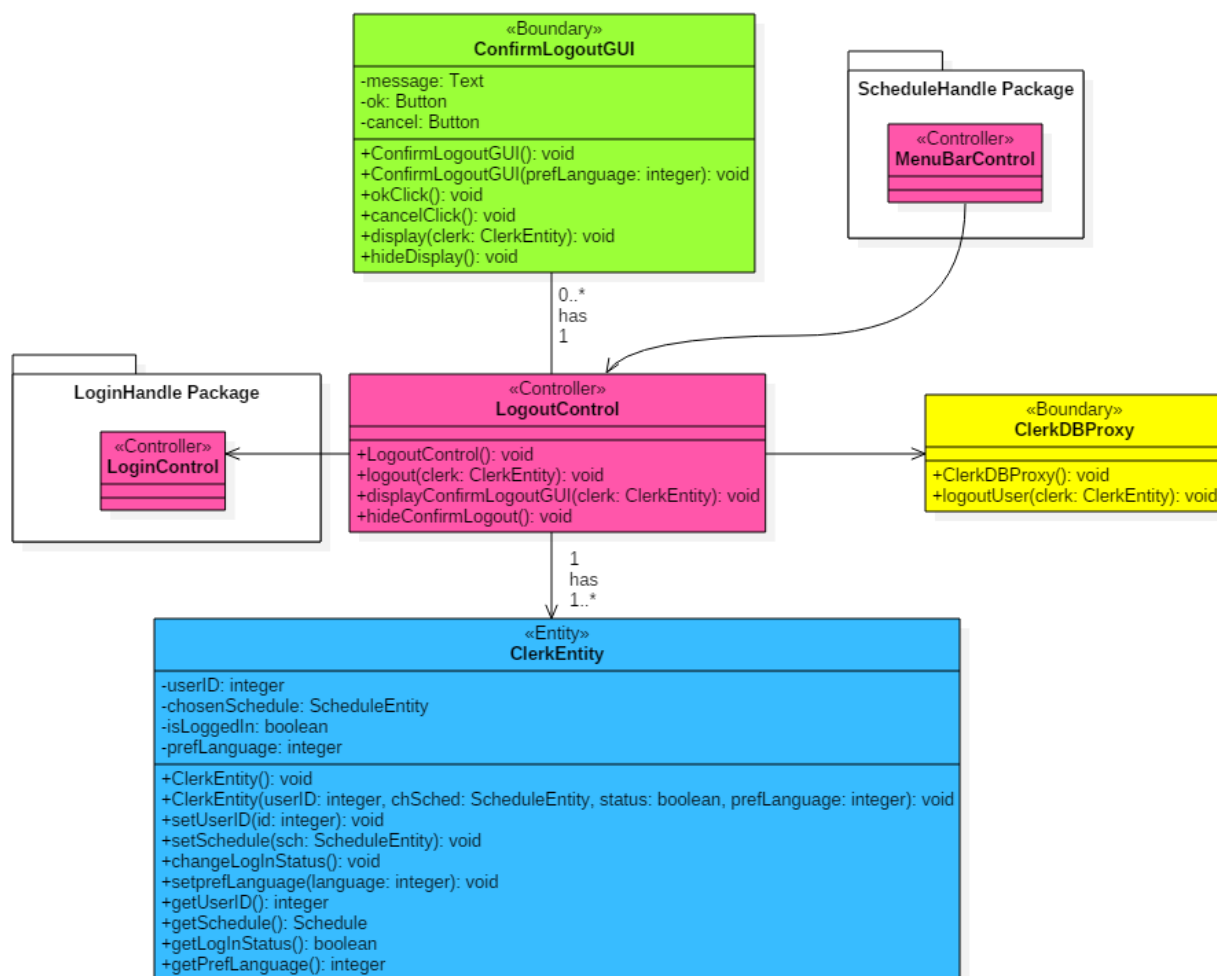 «Boundary»
ConfirmLogoutGUI
-message: Text
-ok: Button
-cancel: Button
+ConfirmLogoutGUI(): void
+ConfirmLogoutGUI(prefLanguage: integer): void
+okClick(): void
+cancelClick(): void
+display(clerk: ClerkEntity): void
+hideDisplay(): void
ScheduleHandle Package
«Controller»
MenuBarControl
0..*
has
1
LoginHandle Package
«Controller»
LoginControl
«Controller»
LogoutControl
+LogoutControl(): void
+logout(clerk: ClerkEntity): void
+displayConfirmLogoutGUI(clerk: ClerkEntity): void
+hideConfirmLogout(): void
«Boundary»
ClerkDBProxy
+ClerkDBProxy(): void
+logoutUser(clerk: ClerkEntity): void
1
has
1..*
«Entity»
ClerkEntity
-userID: integer
-chosenSchedule: ScheduleEntity
-isLoggedIn: boolean
-prefLanguage: integer
+ClerkEntity(): void
+ClerkEntity(userID: integer, chSched: ScheduleEntity, status: boolean, prefLanguage: integer): void
+setUserID(id: integer): void
+setSchedule(sch: ScheduleEntity): void
+changeLogInStatus(): void
+setprefLanguage(language: integer): void
+getUserID(): integer
+getSchedule(): Schedule
+getLogInStatus(): boolean
+getPrefLanguage(): integer